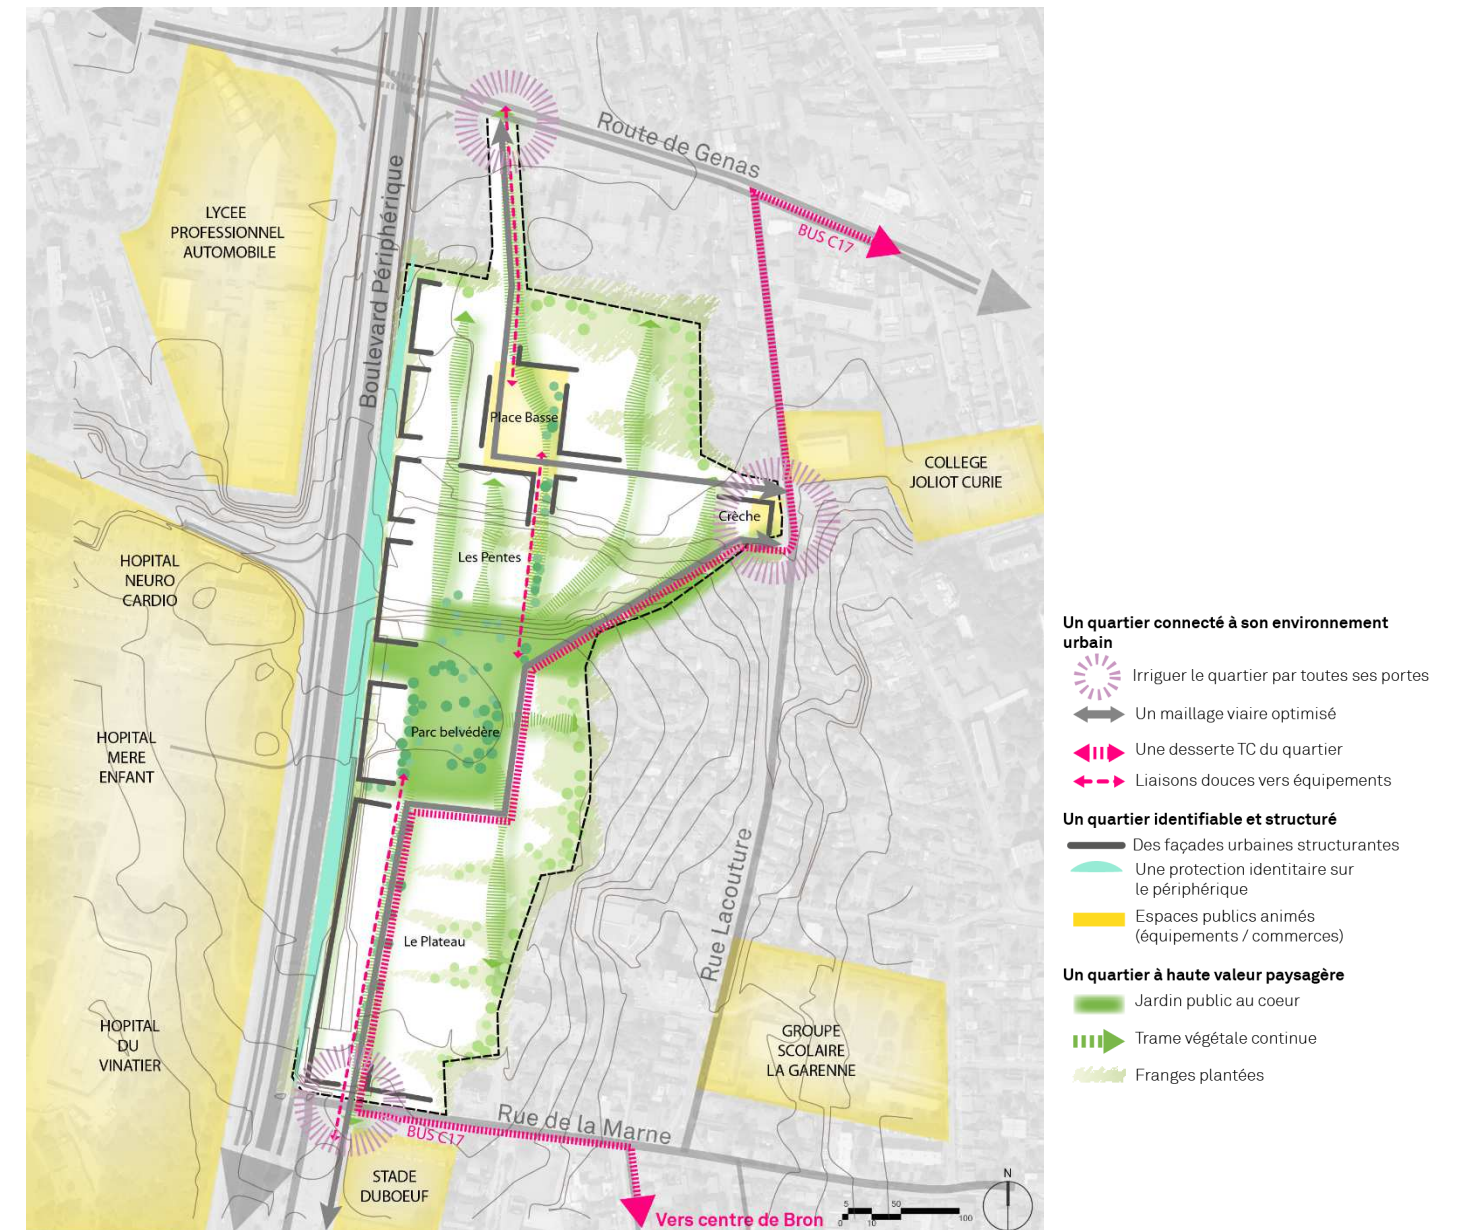 Route de Genas
Boulevard Périphérique
LYCEE
PROFESSIONNEL
AUTOMOBILE
BUS C17
Place Basse
COLLEGE
JOLIOT CURIE
Crèche
Les Pentes
HOPITAL
NEURO
CARDIO
HOPITAL
MERE
ENFANT
Parc belvédère
Rue Lacouture
Le Plateau
HOPITAL
DU
VINATIER
GROUPE
SCOLAIRE
LA GARENNE
Rue de la Marne
BUS C17
STADE
DUBOEUF
Vers centre de Bron
5
50
0
10
100
N
Un quartier connecté à son environnement
urbain
Irriguer le quartier par toutes ses portes
Un maillage viaire optimisé
Une desserte TC du quartier
Liaisons douces vers équipements
Un quartier identifiable et structuré
Des façades urbaines structurantes
Une protection identitaire sur
le périphérique
Espaces publics animés
(équipements / commerces)
Un quartier à haute valeur paysagère
Jardin public au coeur
Trame végétale continue
Franges plantées